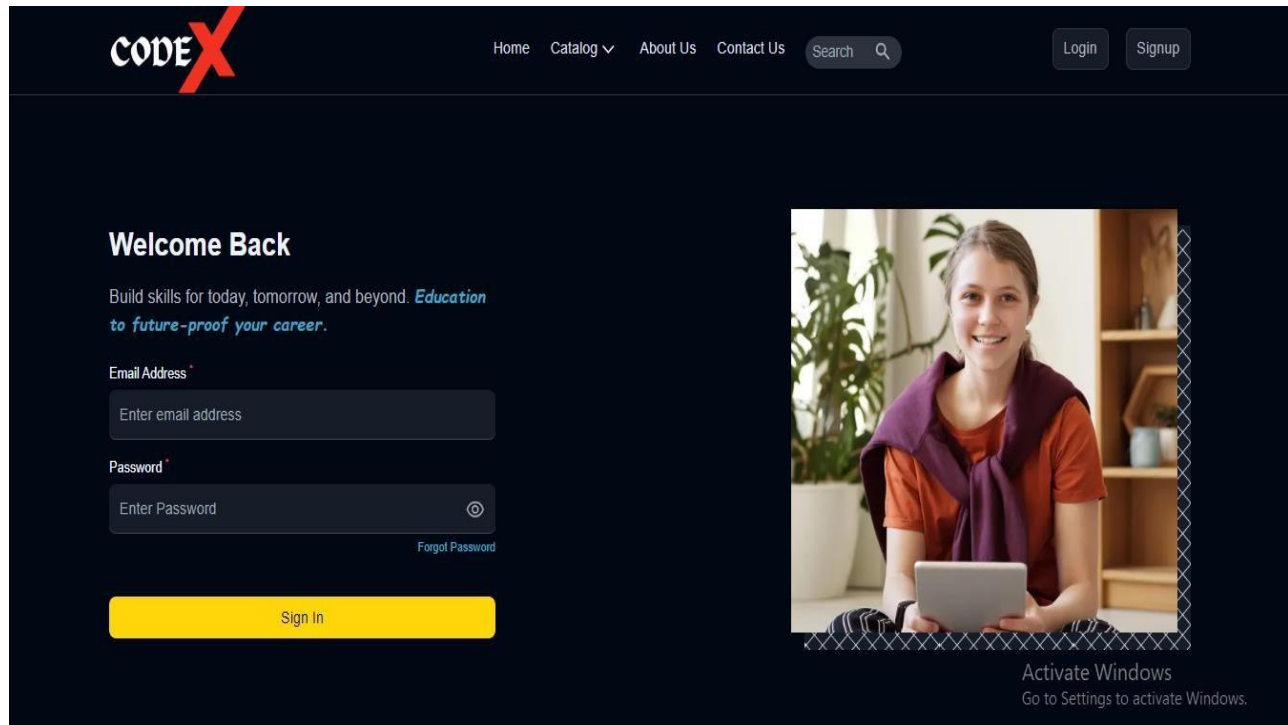 CODEX
Home Catalog About Us Contact Us Search Login Signup
Welcome Back
Build skills for today, tomorrow, and beyond. Education
to future-proof your career.
Email Address *
Enter email address
Password *
Enter Password
Forgot Password
Sign In
Activate Windows
Go to Settings to activate Windows.